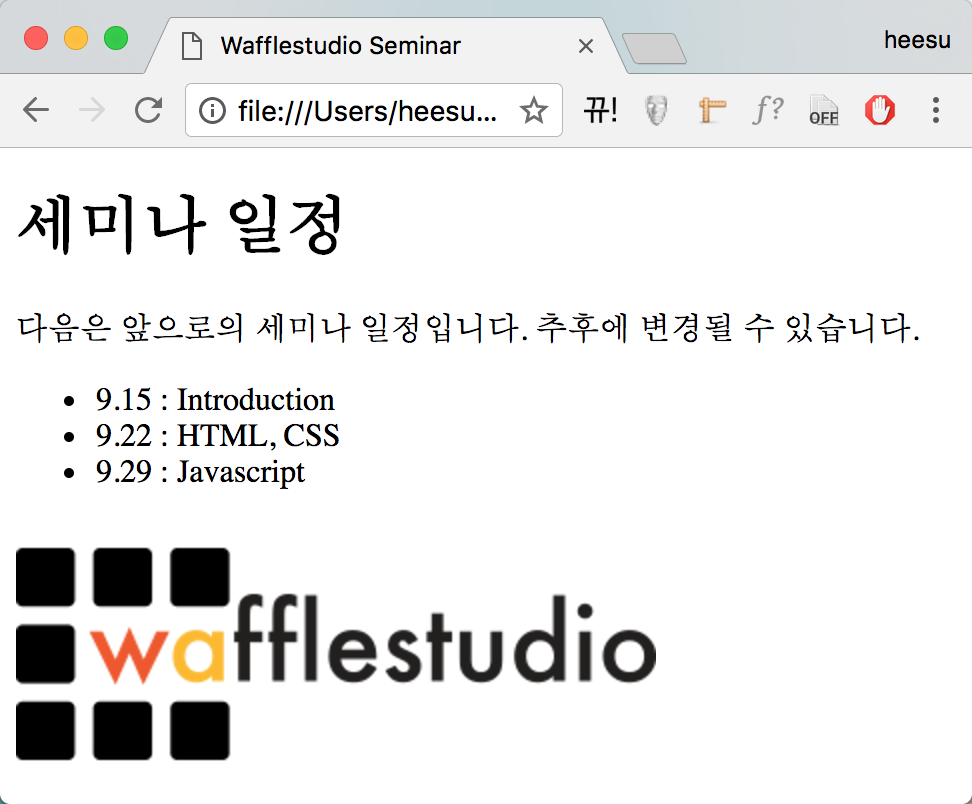 Wafflestudio Seminar
heesu
file:///Users/heesu...
뀨!
f?
OFF
세미나 일정
다음은 앞으로의 세미나 일정입니다. 추후에 변경될 수 있습니다.
9.15 : Introduction
9.22 : HTML, CSS
9.29 : Javascript
wafflestudio